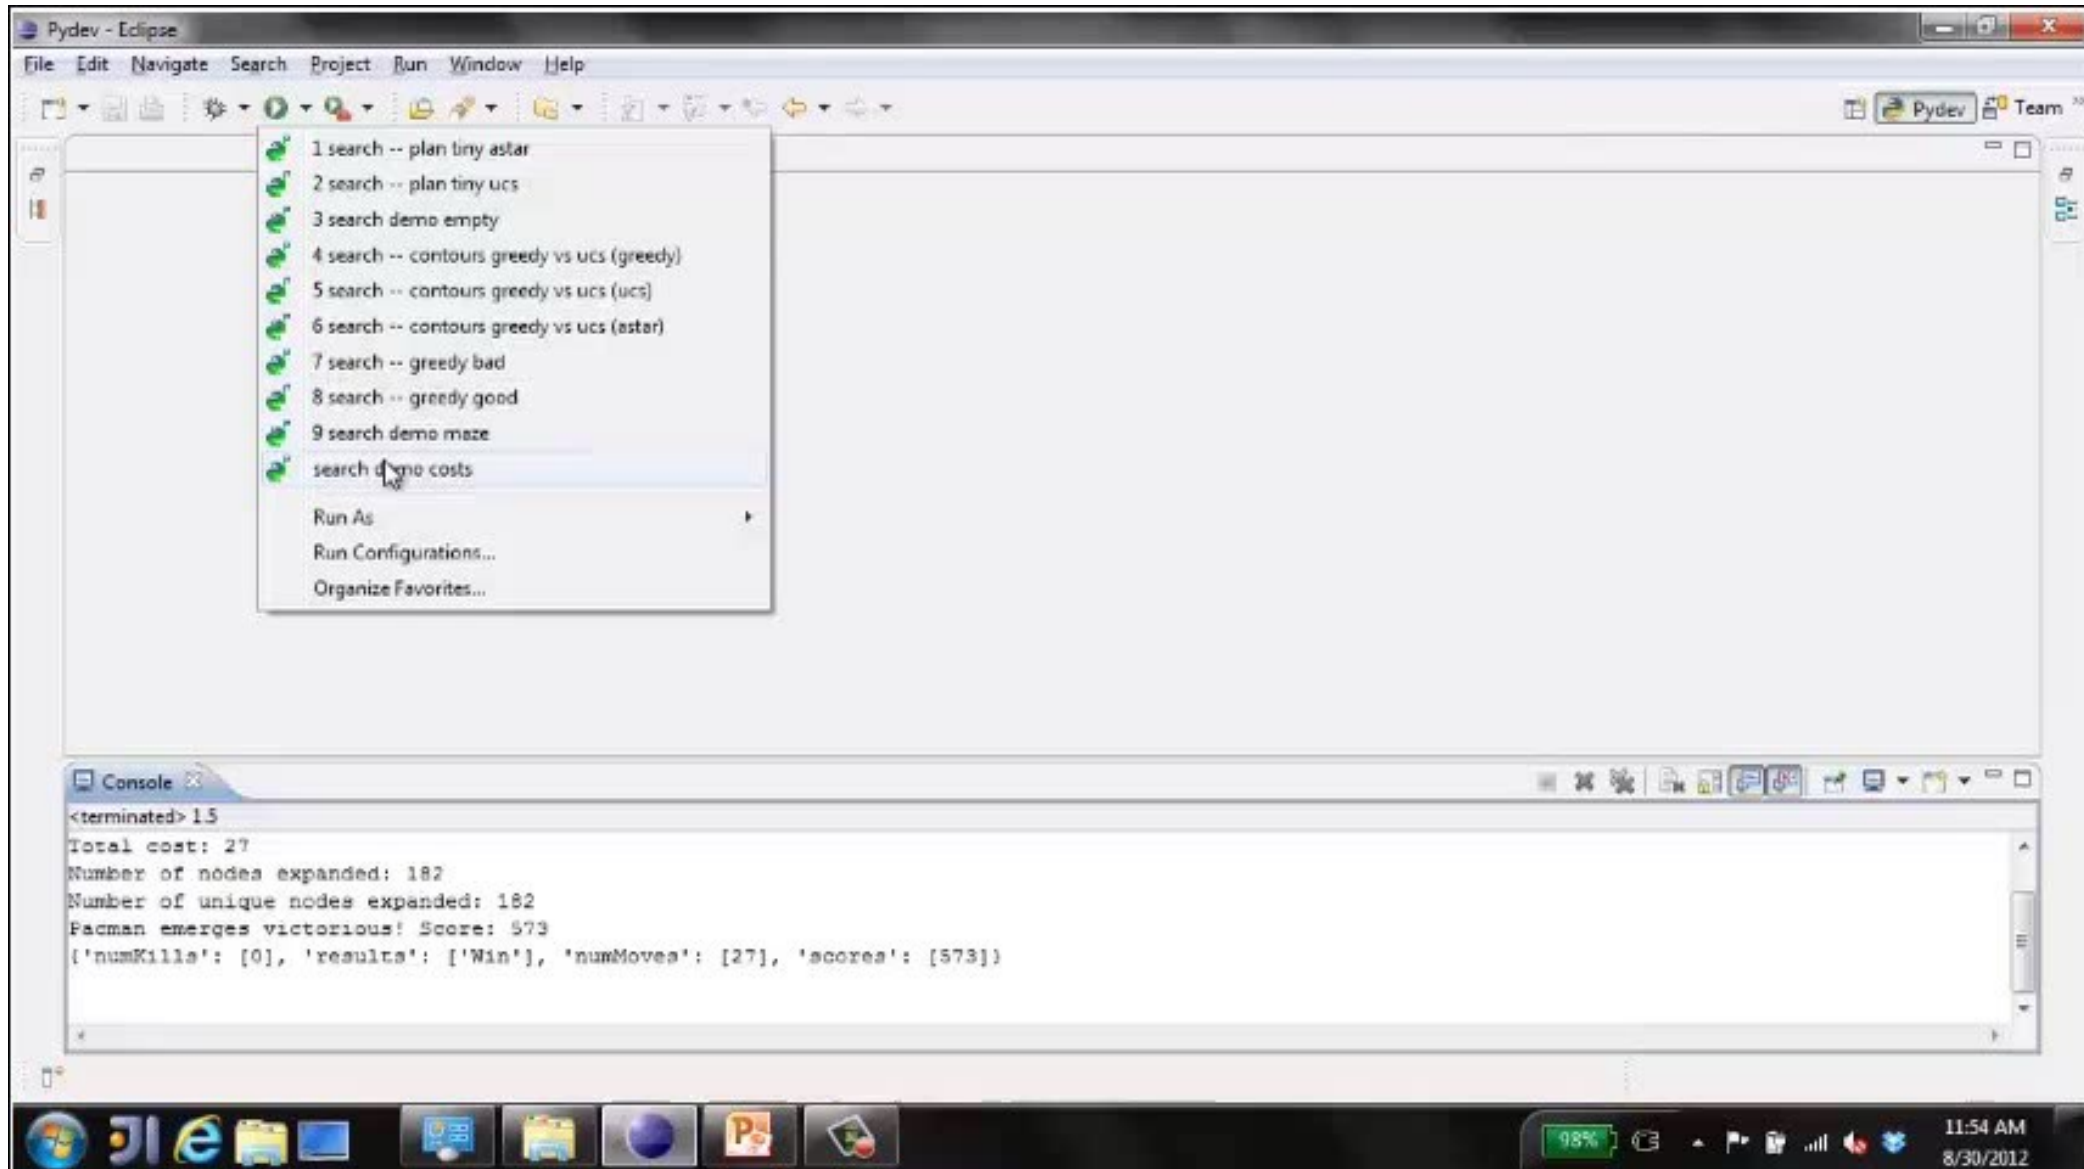 Pydev - Eclipse
File Edit Navigate Search Project Run Window Help
Pydev Team
1 search -- plan tiny astar
2 search -- plan tiny ucs
3 search demo empty
4 search -- contours greedy vs ucs (greedy)
5 search -- contours greedy vs ucs (ucs)
6 search -- contours greedy vs ucs (astar)
7 search -- greedy bad
8 search -- greedy good
9 search demo maze
search demo costs
Run As
Run Configurations...
Organize Favorites...
Console
<terminated> 1.5
Total cost: 27
Number of nodes expanded: 182
Number of unique nodes expanded: 182
Pacman emerges victorious! Score: 573
{'numKills': [0], 'results': ['Win'], 'numMoves': [27], 'scores': [573]}
98%
11:54 AM
8/30/2012